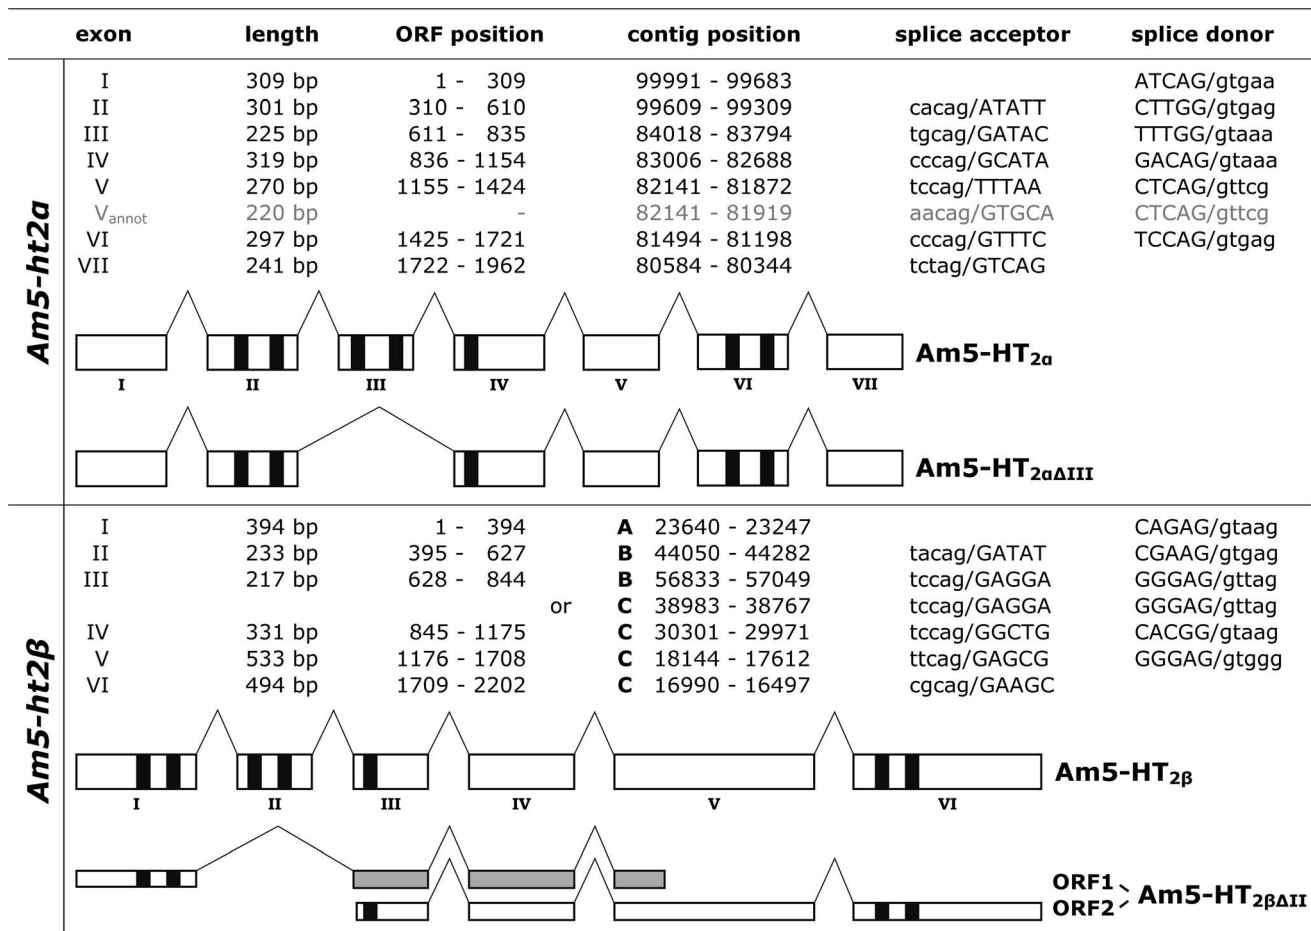 exon length ORF position contig position splice acceptor splice donor
Am5-ht2α
I 309 bp 1 - 309 99991 - 99683 ATCAG/gtgaa
II 301 bp 310 - 610 99609 - 99309 cacag/ATATT CTTGG/gtgag
III 225 bp 611 - 835 84018 - 83794 tgcag/GATAC TTTGG/gtaaa
IV 319 bp 836 - 1154 83006 - 82688 cccag/GCATA GACAG/gtaaa
V 270 bp 1155 - 1424 82141 - 81872 tccag/TTTAA CTCAG/gttcg
Vannot 220 bp - 82141 - 81919 aacag/GTGCA CTCAG/gttcg
VI 297 bp 1425 - 1721 81494 - 81198 cccag/GTTTC TCCAG/gtgag
VII 241 bp 1722 - 1962 80584 - 80344 tctag/GTCAG
Am5-HT2α
I II III IV V VI VII
Am5-HT2αΔIII
Am5-ht2β
I 394 bp 1 - 394 A 23640 - 23247 CAGAG/gtaag
II 233 bp 395 - 627 B 44050 - 44282 tacag/GATAT CGAAG/gtgag
III 217 bp 628 - 844 B 56833 - 57049 tccag/GAGGA GGGAG/gttag
or C 38983 - 38767 tccag/GAGGA GGGAG/gttag
IV 331 bp 845 - 1175 C 30301 - 29971 tccag/GGCTG CACGG/gtaag
V 533 bp 1176 - 1708 C 18144 - 17612 ttcag/GAGCG GGGAG/gtggg
VI 494 bp 1709 - 2202 C 16990 - 16497 cgcag/GAAGC
Am5-HT2β
I II III IV V VI
ORF1
Am5-HT2βΔII
ORF2